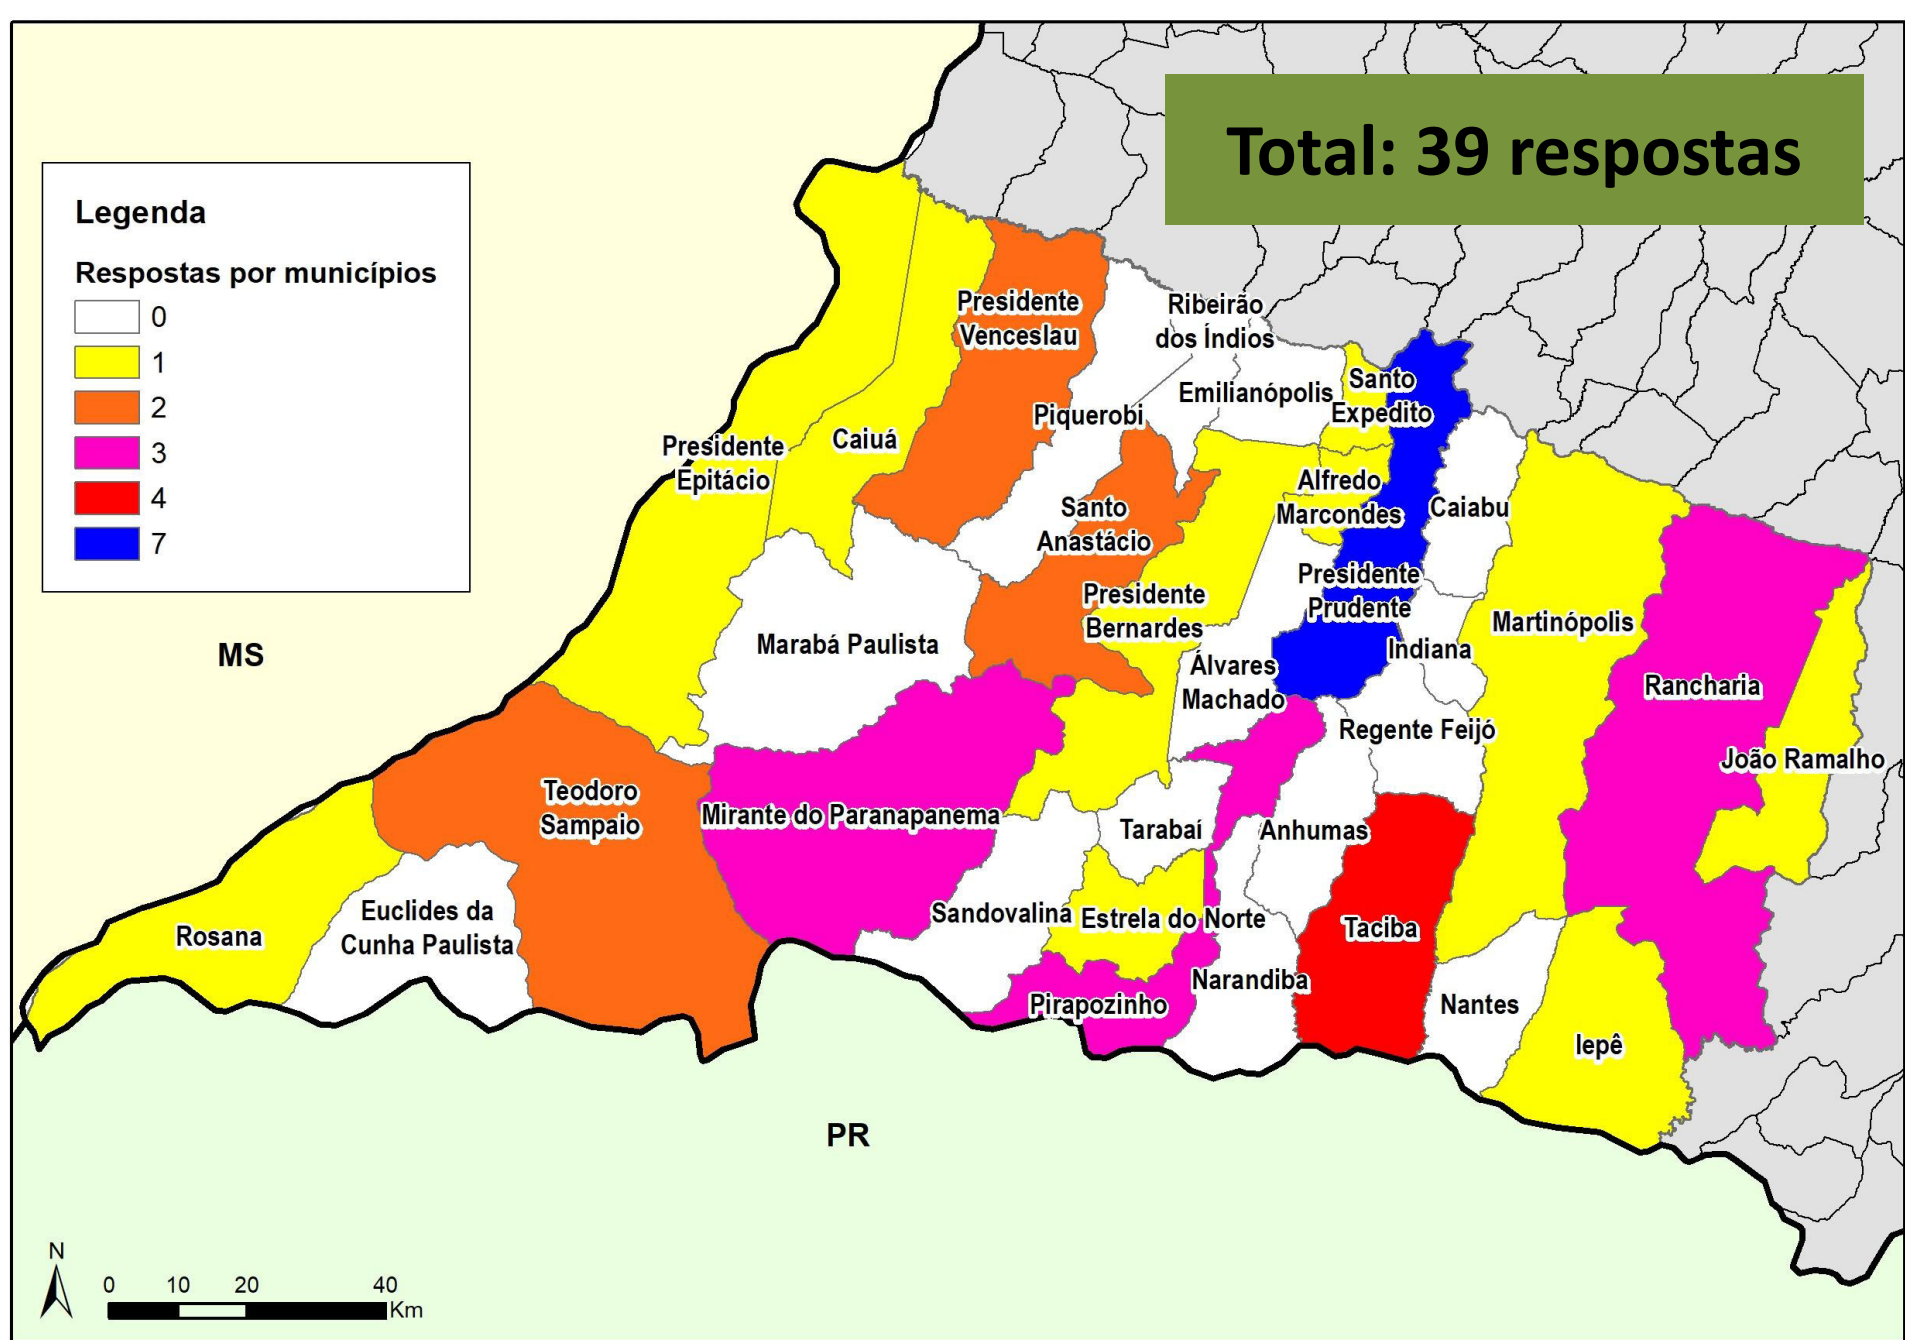 Total: 39 respostas
Legenda
Respostas por municípios
0
1
2
3
4
7
Presidente
Venceslau
Ribeirão
dos Índios
Emilianópolis
Santo
Expedito
Piquerobi
Caiuá
Presidente
Epitácio
Alfredo
Marcondes
Caiabu
Santo
Anastácio
Presidente
Prudente
Presidente
Bernardes
Martinópolis
Marabá Paulista
Indiana
Álvares
Machado
Rancharia
Regente Feijó
João Ramalho
MS
Teodoro
Sampaio
Mirante do Paranapanema
Tarabaí
Anhumas
Euclides da
Cunha Paulista
Rosana
Sandovalina
Estrela do Norte
Taciba
Narandiba
Pirapozinho
Nantes
Iepê
PR
N
0 10 20 40
Km